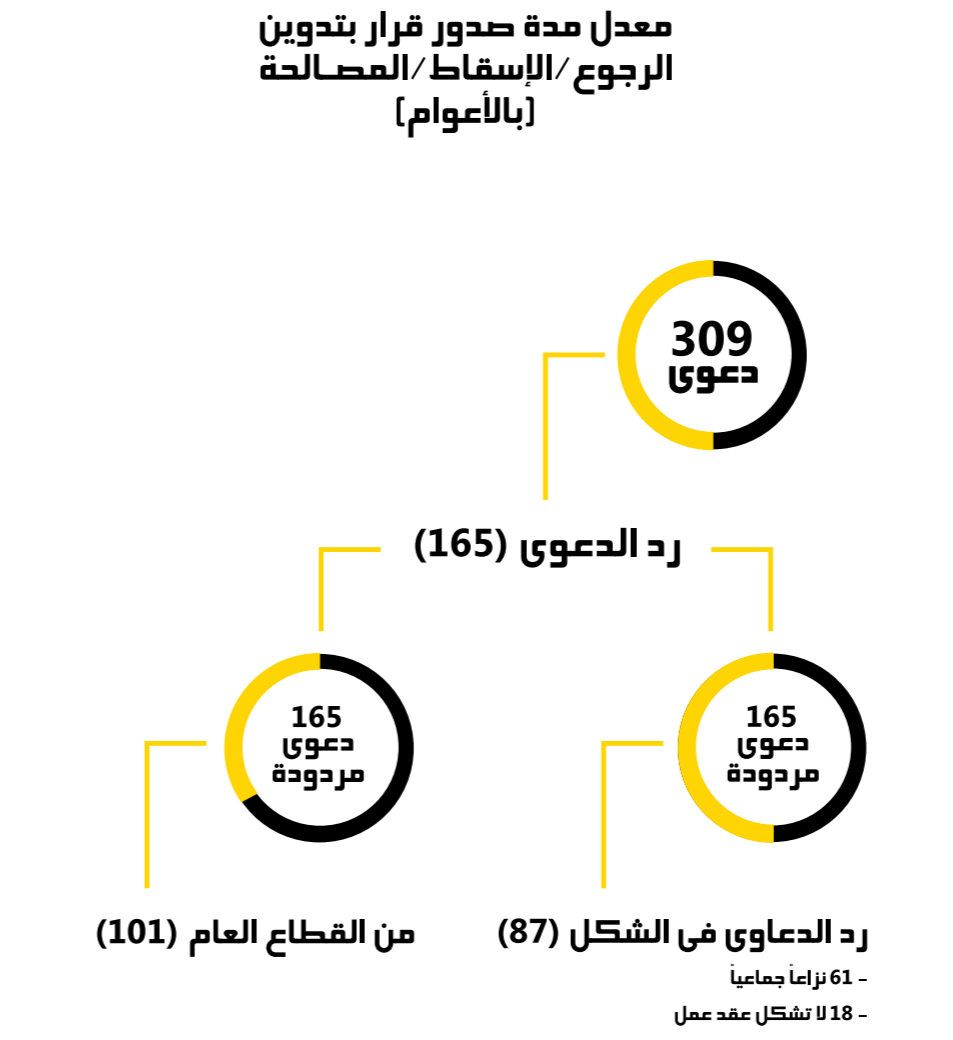 معدل مدة صدور قرار بتدوين
الرجوع/الإسقاط/المصالحة
(بالأعوام)
309
دعوى
رد الدعوى (165)
165
دعوى
مردودة
رد الدعاوى في الشكل (87)
- 61 نزاعاً جماعياً
- 18 لا تشكل عقد عمل
165
دعوى
مردودة
من القطاع العام (101)